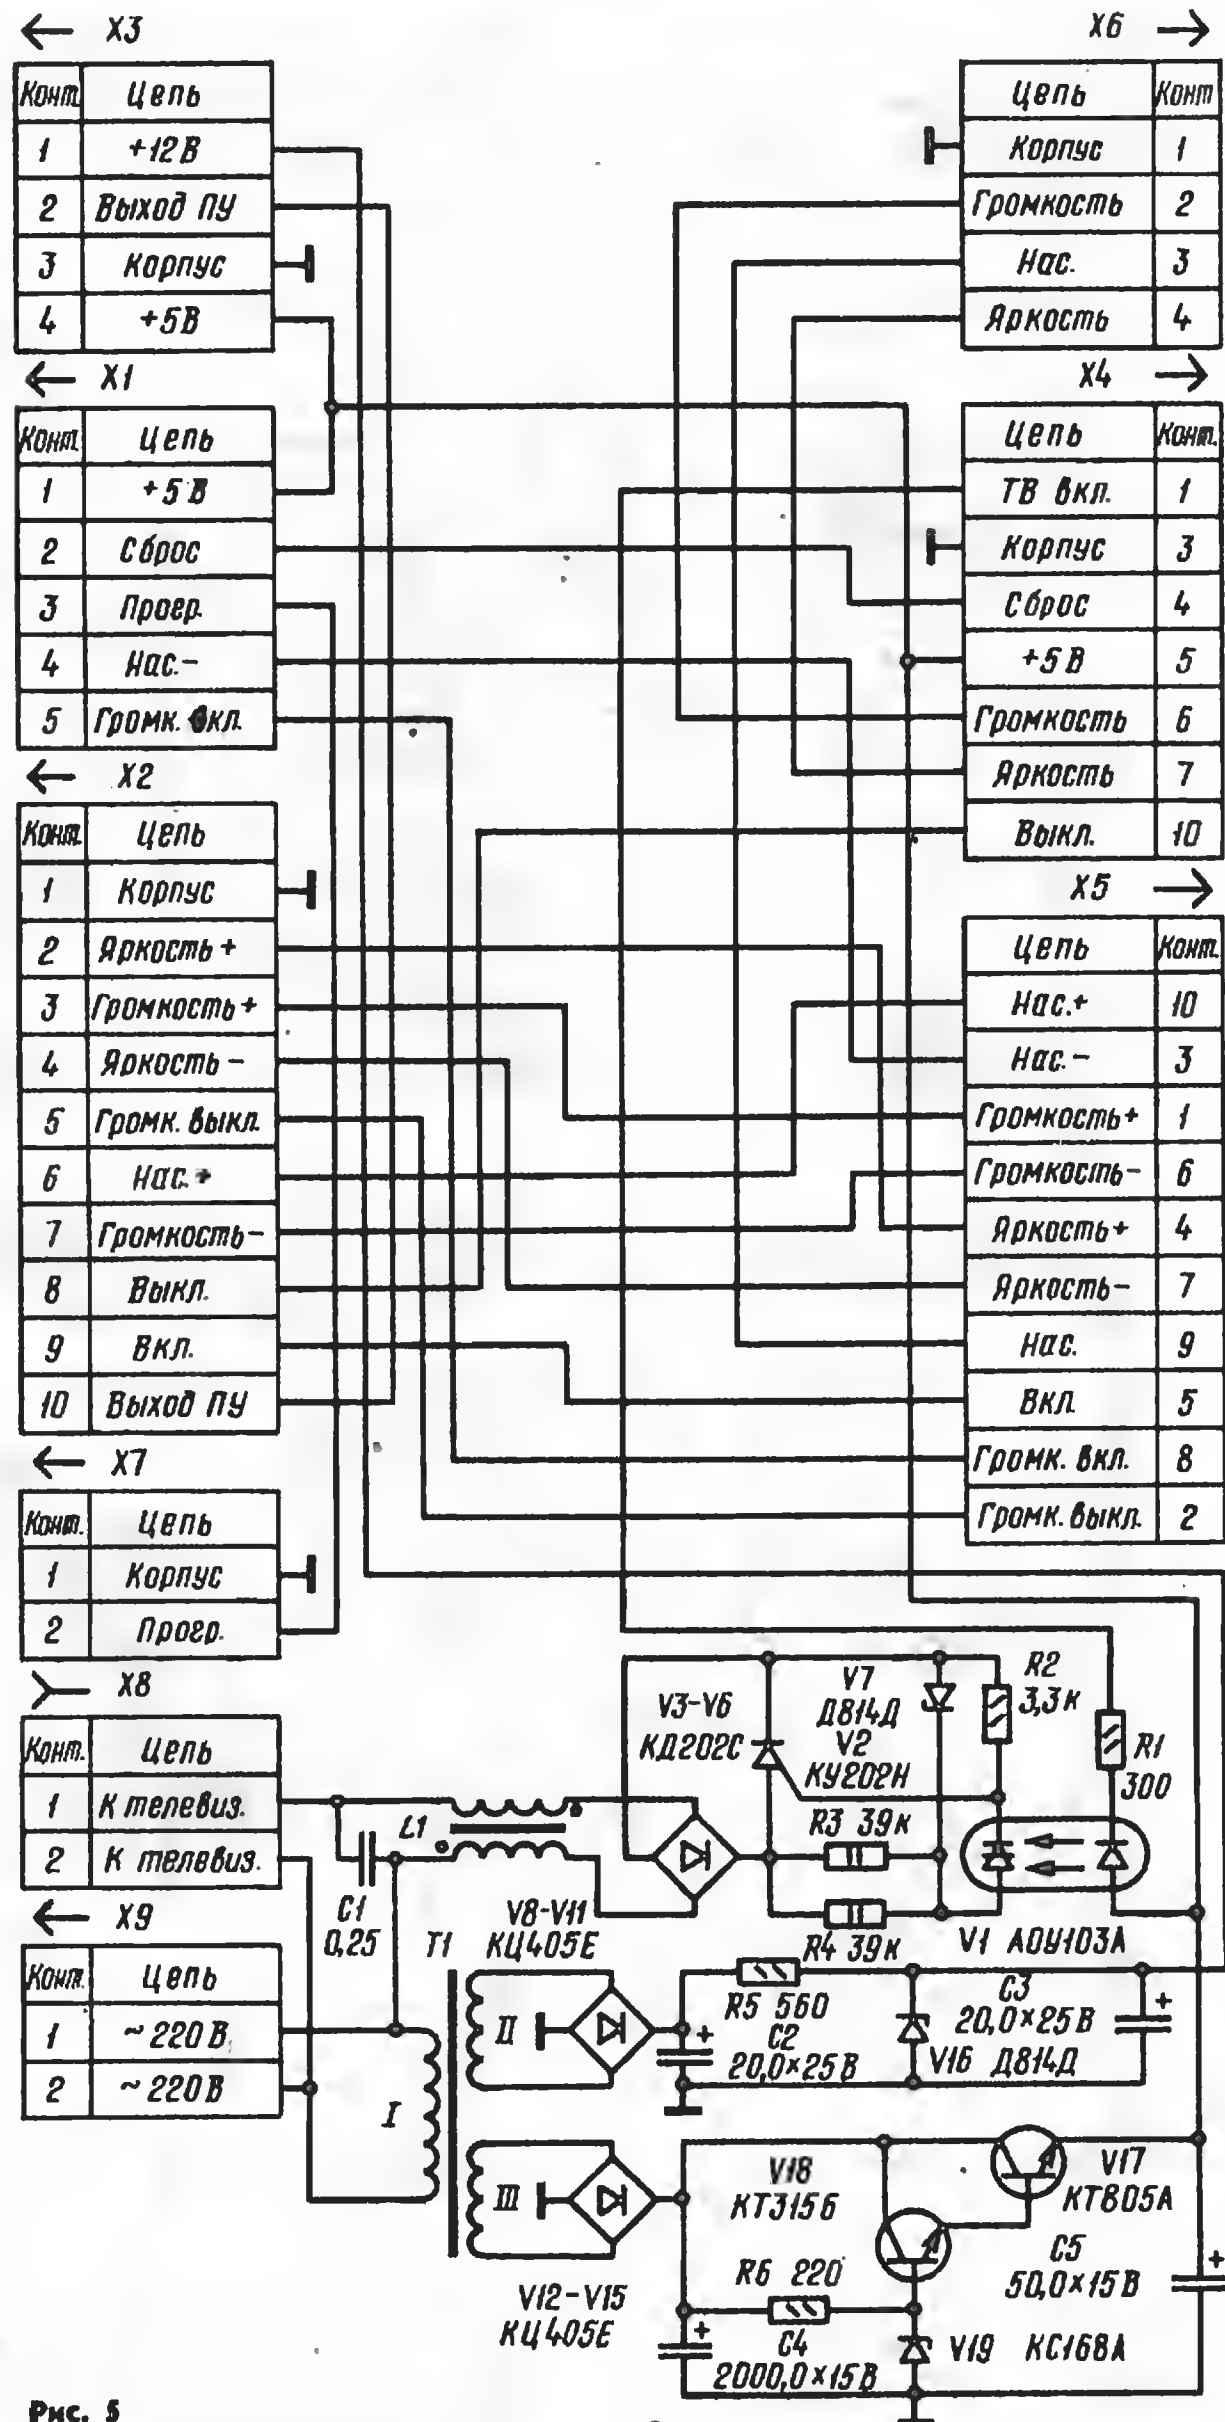 X3
Конт. Цепь
1 +12В
2 Выход ПУ
3 Корпус
4 +5В
X1
Конт. Цепь
1 +5В
2 Сброс
3 Прогр.
4 Нас.-
5 Громк. вкл.
X2
Конт. Цепь
1 Корпус
2 Яркость+
3 Громкость+
4 Яркость-
5 Громк. выкл.
6 Нас.+
7 Громкость-
8 Выкл.
9 Вкл.
10 Выход ПУ
X7
Конт. Цепь
1 Корпус
2 Прогр.
X8
Конт. Цепь
1 К телевиз.
2 К телевиз.
X9
Конт. Цепь
1 ~220В
2 ~220В
X6
Цепь Конт
Корпус 1
Громкость 2
Нас. 3
Яркость 4
X4
Цепь Конт.
ТВ вкл. 1
Корпус 3
Сброс 4
+5В 5
Громкость 6
Яркость 7
Выкл. 10
X5
Цепь Конт.
Нас.+ 10
Нас.- 3
Громкость+ 1
Громкость- 6
Яркость+ 4
Яркость- 7
Нас. 9
Вкл. 5
Громк. вкл. 8
Громк. выкл. 2
V3-V6
КД202С
V7
Д814Д
V2
КУ202Н
R2
3,3к
R1
300
L1
R3 39к
C1
0,25
R4 39к
V1 АОУ103А
T1
V8-V11
КЦ405Е
I
II
III
R5 560
C2
20,0×25В
+
C3
20,0×25В
+
V16 Д814Д
V18
КТ315Б
V17
КТ805А
V12-V15
КЦ405Е
R6 220
C4
2000,0×15В
+
C5
50,0×15В
+
V19 КС168А
Рис. 5